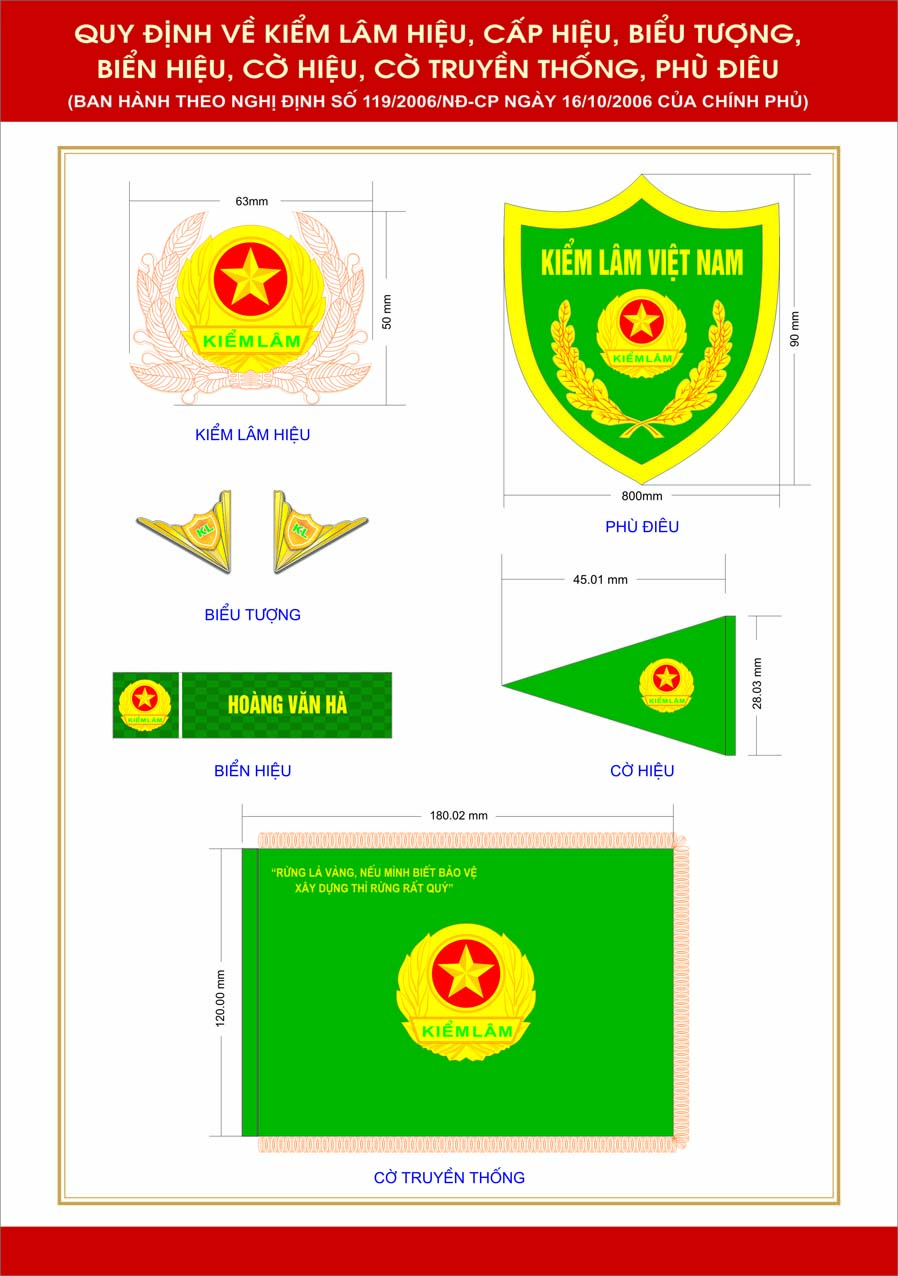 QUY ĐỊNH VỀ KIỂM LÂM HIỆU, CẤP HIỆU, BIỂU TƯỢNG,
BIỂN HIỆU, CỜ HIỆU, CỜ TRUYỀN THỐNG, PHÙ ĐIÊU
(BAN HÀNH THEO NGHỊ ĐỊNH SỐ 119/2006/NĐ-CP NGÀY 16/10/2006 CỦA CHÍNH PHỦ)
63mm
50 mm
KIỂM LÂM
KIỂM LÂM HIỆU
KIỂM LÂM VIỆT NAM
KIỂM LÂM
90 mm
800mm
PHÙ ĐIÊU
K-L
K-L
BIỂU TƯỢNG
45.01 mm
KIỂM LÂM
28.03 mm
CỜ HIỆU
KIỂM LÂM
HOÀNG VĂN HÀ
BIỂN HIỆU
180.02 mm
120.00 mm
“RỪNG LÀ VÀNG, NẾU MÌNH BIẾT BẢO VỆ
XÂY DỰNG THÌ RỪNG RẤT QUÝ”
KIỂM LÂM
CỜ TRUYỀN THỐNG